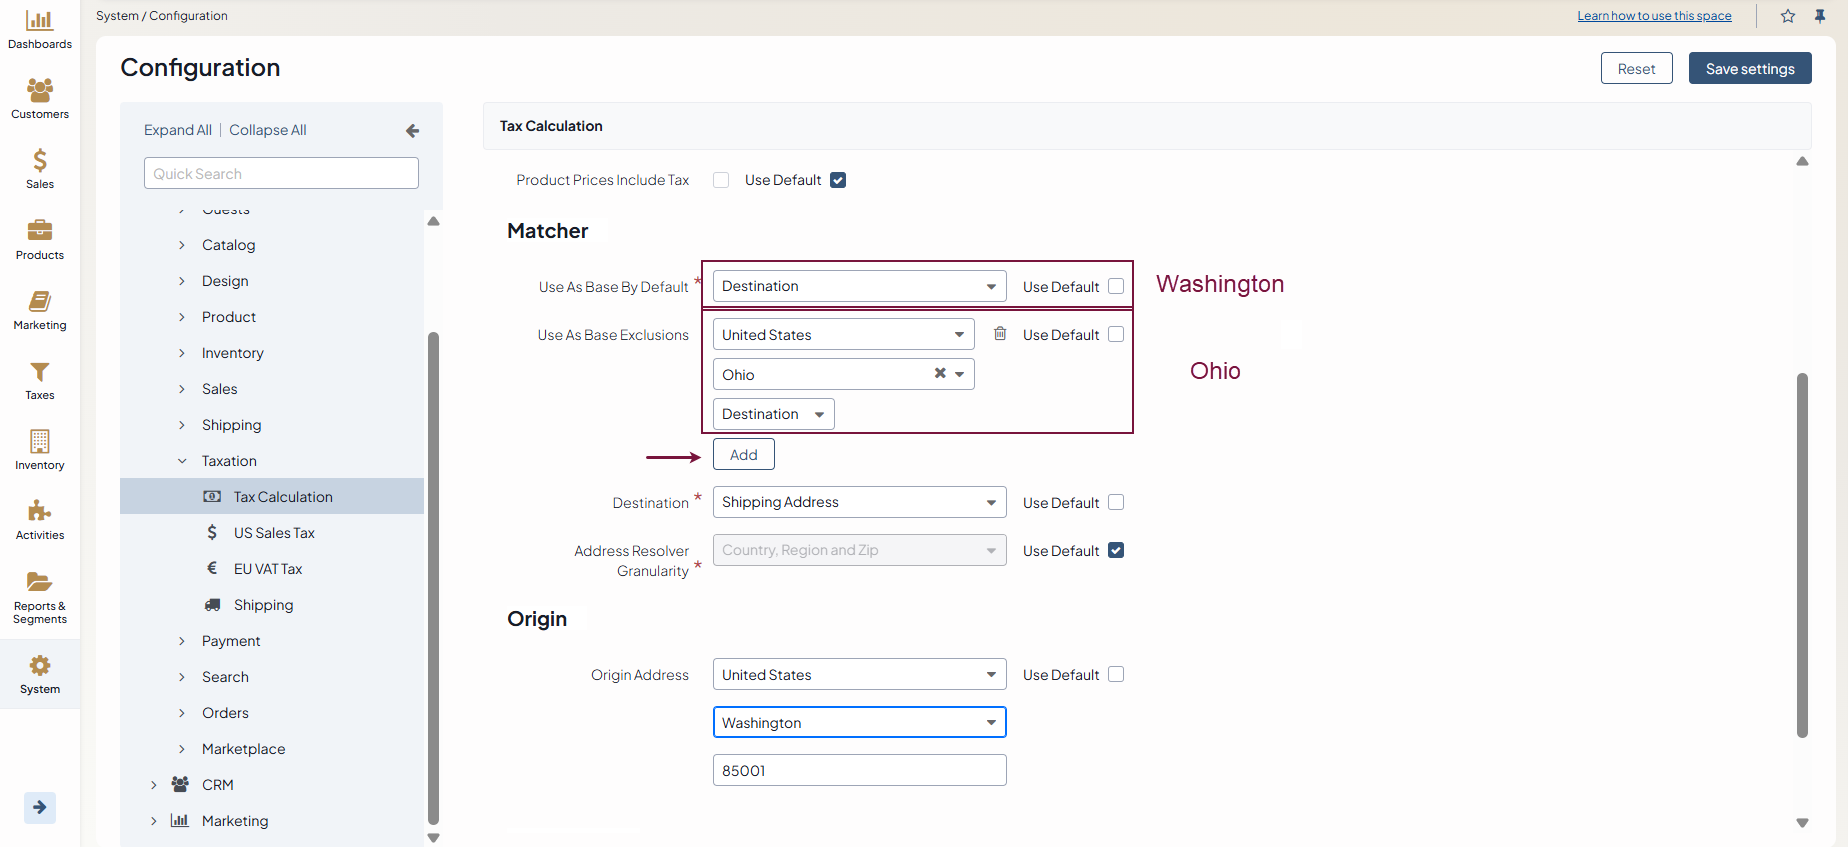 System / Configuration
Learn how to use this space
Dashboards
Customers
Sales
Products
Marketing
Taxes
Inventory
Activities
Reports &
Segments
System
Configuration
Reset
Save settings
Expand All | Collapse All
Quick Search
Guests
Catalog
Design
Product
Inventory
Sales
Shipping
Taxation
Tax Calculation
US Sales Tax
EU VAT Tax
Shipping
Payment
Search
Orders
Marketplace
CRM
Marketing
Tax Calculation
Product Prices Include Tax Use Default
Matcher
Use As Base By Default * Destination Use Default Washington
Use As Base Exclusions United States Use Default
Ohio Ohio
Destination
Add
Destination * Shipping Address Use Default
Address Resolver Country, Region and Zip Use Default
Granularity *
Origin
Origin Address United States Use Default
Washington
85001